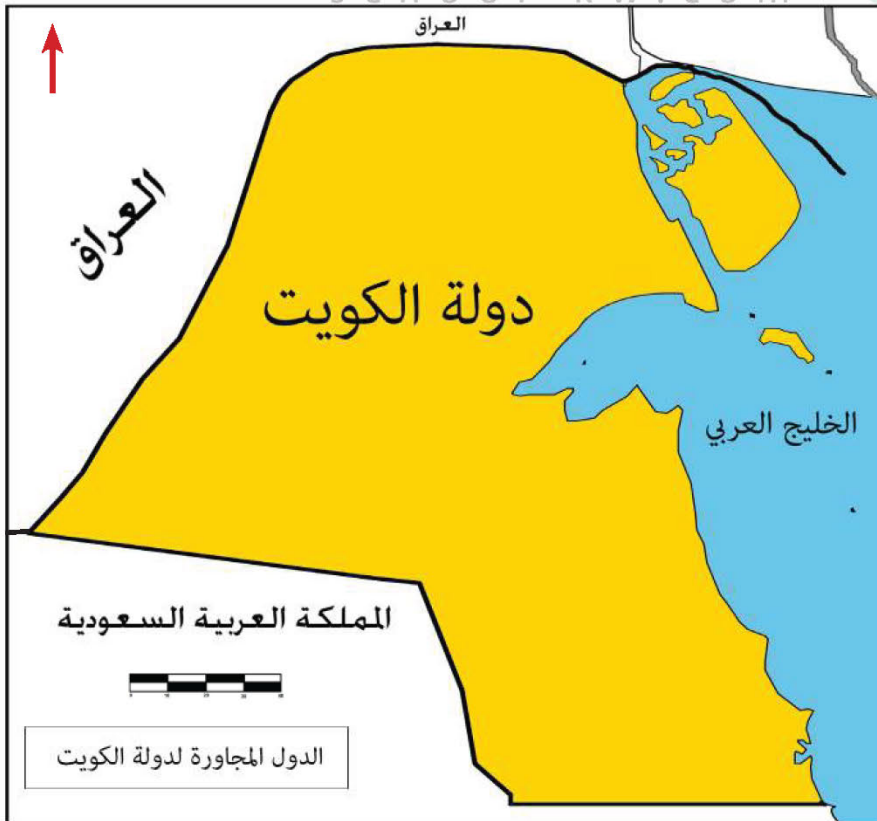 العراق
العراق
دولة الكويت
الخليج العربي
المملكة العربية السعودية
الدول المجاورة لدولة الكويت